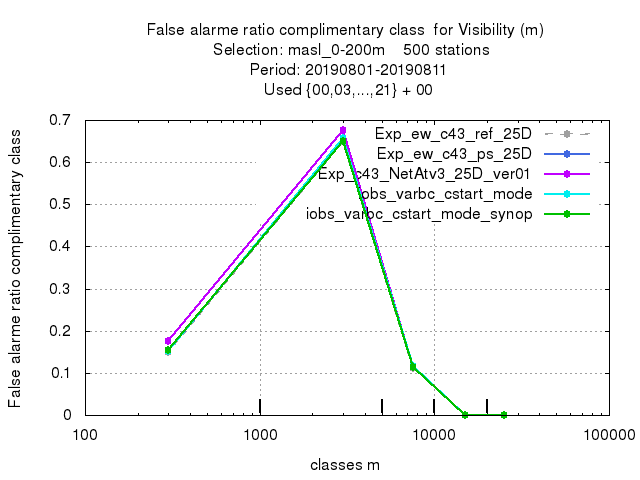 False alarme ratio complimentary class  for Visibility (m)
Selection: masl_0-200m    500 stations
Period: 20190801-20190811
Used {00,03,...,21} + 00
False alarme ratio complimentary class
0.7
0.6
0.5
0.4
0.3
0.2
0.1
0
Exp_ew_c43_ref_25D
Exp_ew_c43_ps_25D
Exp_c43_NetAtv3_25D_ver01
iobs_varbc_cstart_mode
iobs_varbc_cstart_mode_synop
100
1000
10000
100000
classes m